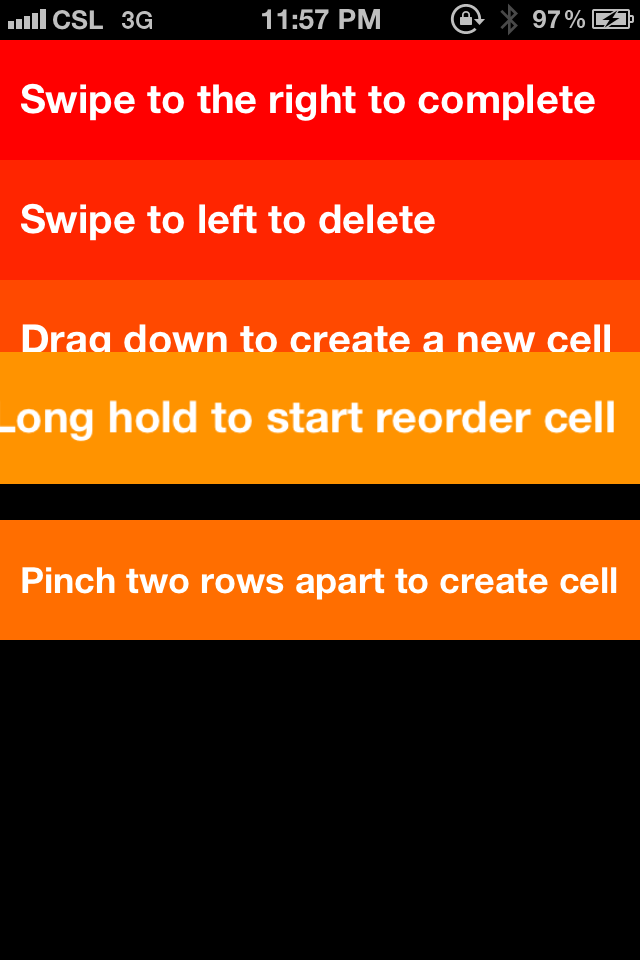 CSL 3G 11:57 PM 97%
Swipe to the right to complete
Swipe to left to delete
Drag down to create a new cell
Long hold to start reorder cell
Pinch two rows apart to create cell